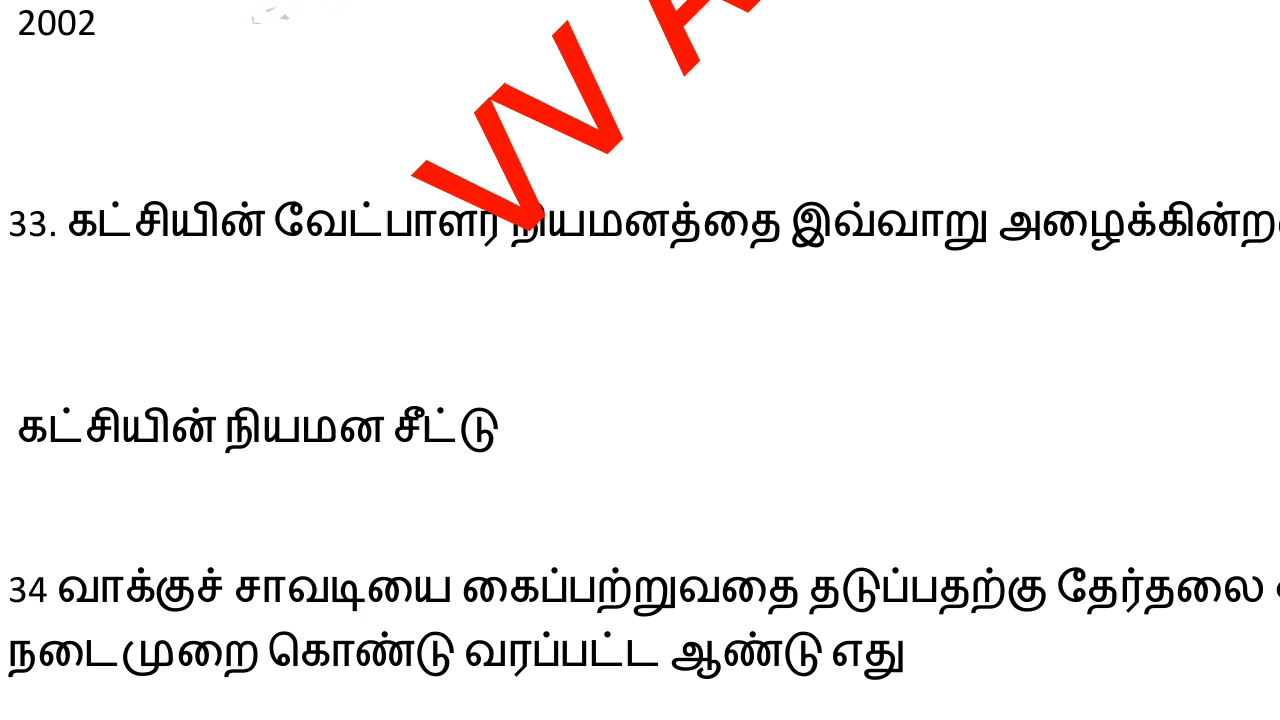 2002
W A
33. கட்சியின் வேட்பாளர் நியமனத்தை இவ்வாறு
கட்சியின் நியமன சீட்டு
34 வாக்குச் சாவடியை கைப்பற்றுவதை தடுப்பதற்கு தேர்தலை
நடைமுறை கொண்டு வரப்பட்ட ஆண்டு எது